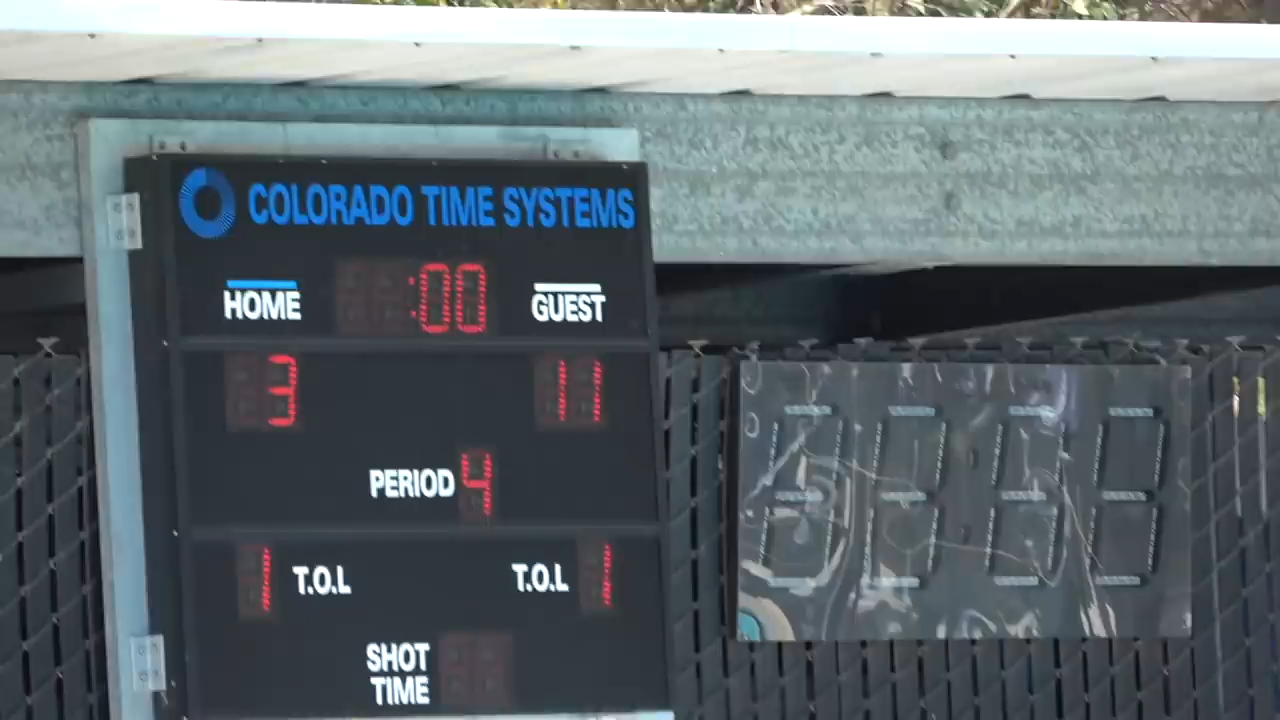 COLORADO TIME SYSTEMS
HOME :00 GUEST
3 11
PERIOD 4
1 T.O.L T.O.L 1
SHOT
TIME